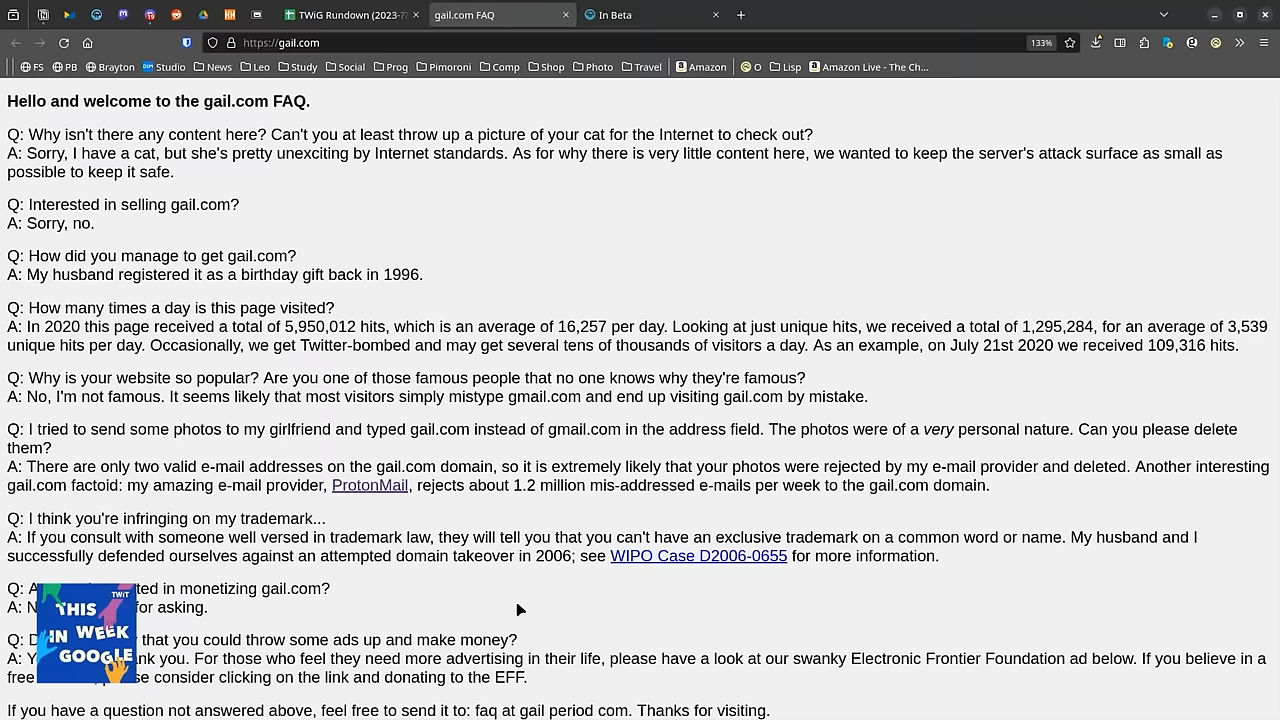 TWiG Rundown (2023-
gail.com FAQ
In Beta
https://gail.com
133%
FS PB Brayton Studio News Leo Study Social Prog Pimoroni Comp Shop Photo Travel Amazon O Lisp Amazon Live - The Ch...
Hello and welcome to the gail.com FAQ.
Q: Why isn't there any content here? Can't you at least throw up a picture of your cat for the Internet to check out?
A: Sorry, I have a cat, but she's pretty unexciting by Internet standards. As for why there is very little content here, we wanted to keep the server's attack surface as small as
possible to keep it safe.
Q: Interested in selling gail.com?
A: Sorry, no.
Q: How did you manage to get gail.com?
A: My husband registered it as a birthday gift back in 1996.
Q: How many times a day is this page visited?
A: In 2020 this page received a total of 5,950,012 hits, which is an average of 16,257 per day. Looking at just unique hits, we received a total of 1,295,284, for an average of 3,539
unique hits per day. Occasionally, we get Twitter-bombed and may get several tens of thousands of visitors a day. As an example, on July 21st 2020 we received 109,316 hits.
Q: Why is your website so popular? Are you one of those famous people that no one knows why they're famous?
A: No, I'm not famous. It seems likely that most visitors simply mistype gmail.com and end up visiting gail.com by mistake.
Q: I tried to send some photos to my girlfriend and typed gail.com instead of gmail.com in the address field. The photos were of a very personal nature. Can you please delete
them?
A: There are only two valid e-mail addresses on the gail.com domain, so it is extremely likely that your photos were rejected by my e-mail provider and deleted. Another interesting
gail.com factoid: my amazing e-mail provider, ProtonMail, rejects about 1.2 million mis-addressed e-mails per week to the gail.com domain.
Q: I think you're infringing on my trademark...
A: If you consult with someone well versed in trademark law, they will tell you that you can't have an exclusive trademark on a common word or name. My husband and I
successfully defended ourselves against an attempted domain takeover in 2006; see WIPO Case D2006-0655 for more information.
Q: in monetizing gail.com?
A: for asking.
Q: that you could throw some ads up and make money?
A: you. For those who feel they need more advertising in their life, please have a look at our swanky Electronic Frontier Foundation ad below. If you believe in a
free consider clicking on the link and donating to the EFF.
If you have a question not answered above, feel free to send it to: faq at gail period com. Thanks for visiting.
TWiT
THIS
IN WEEK
GOOGLE